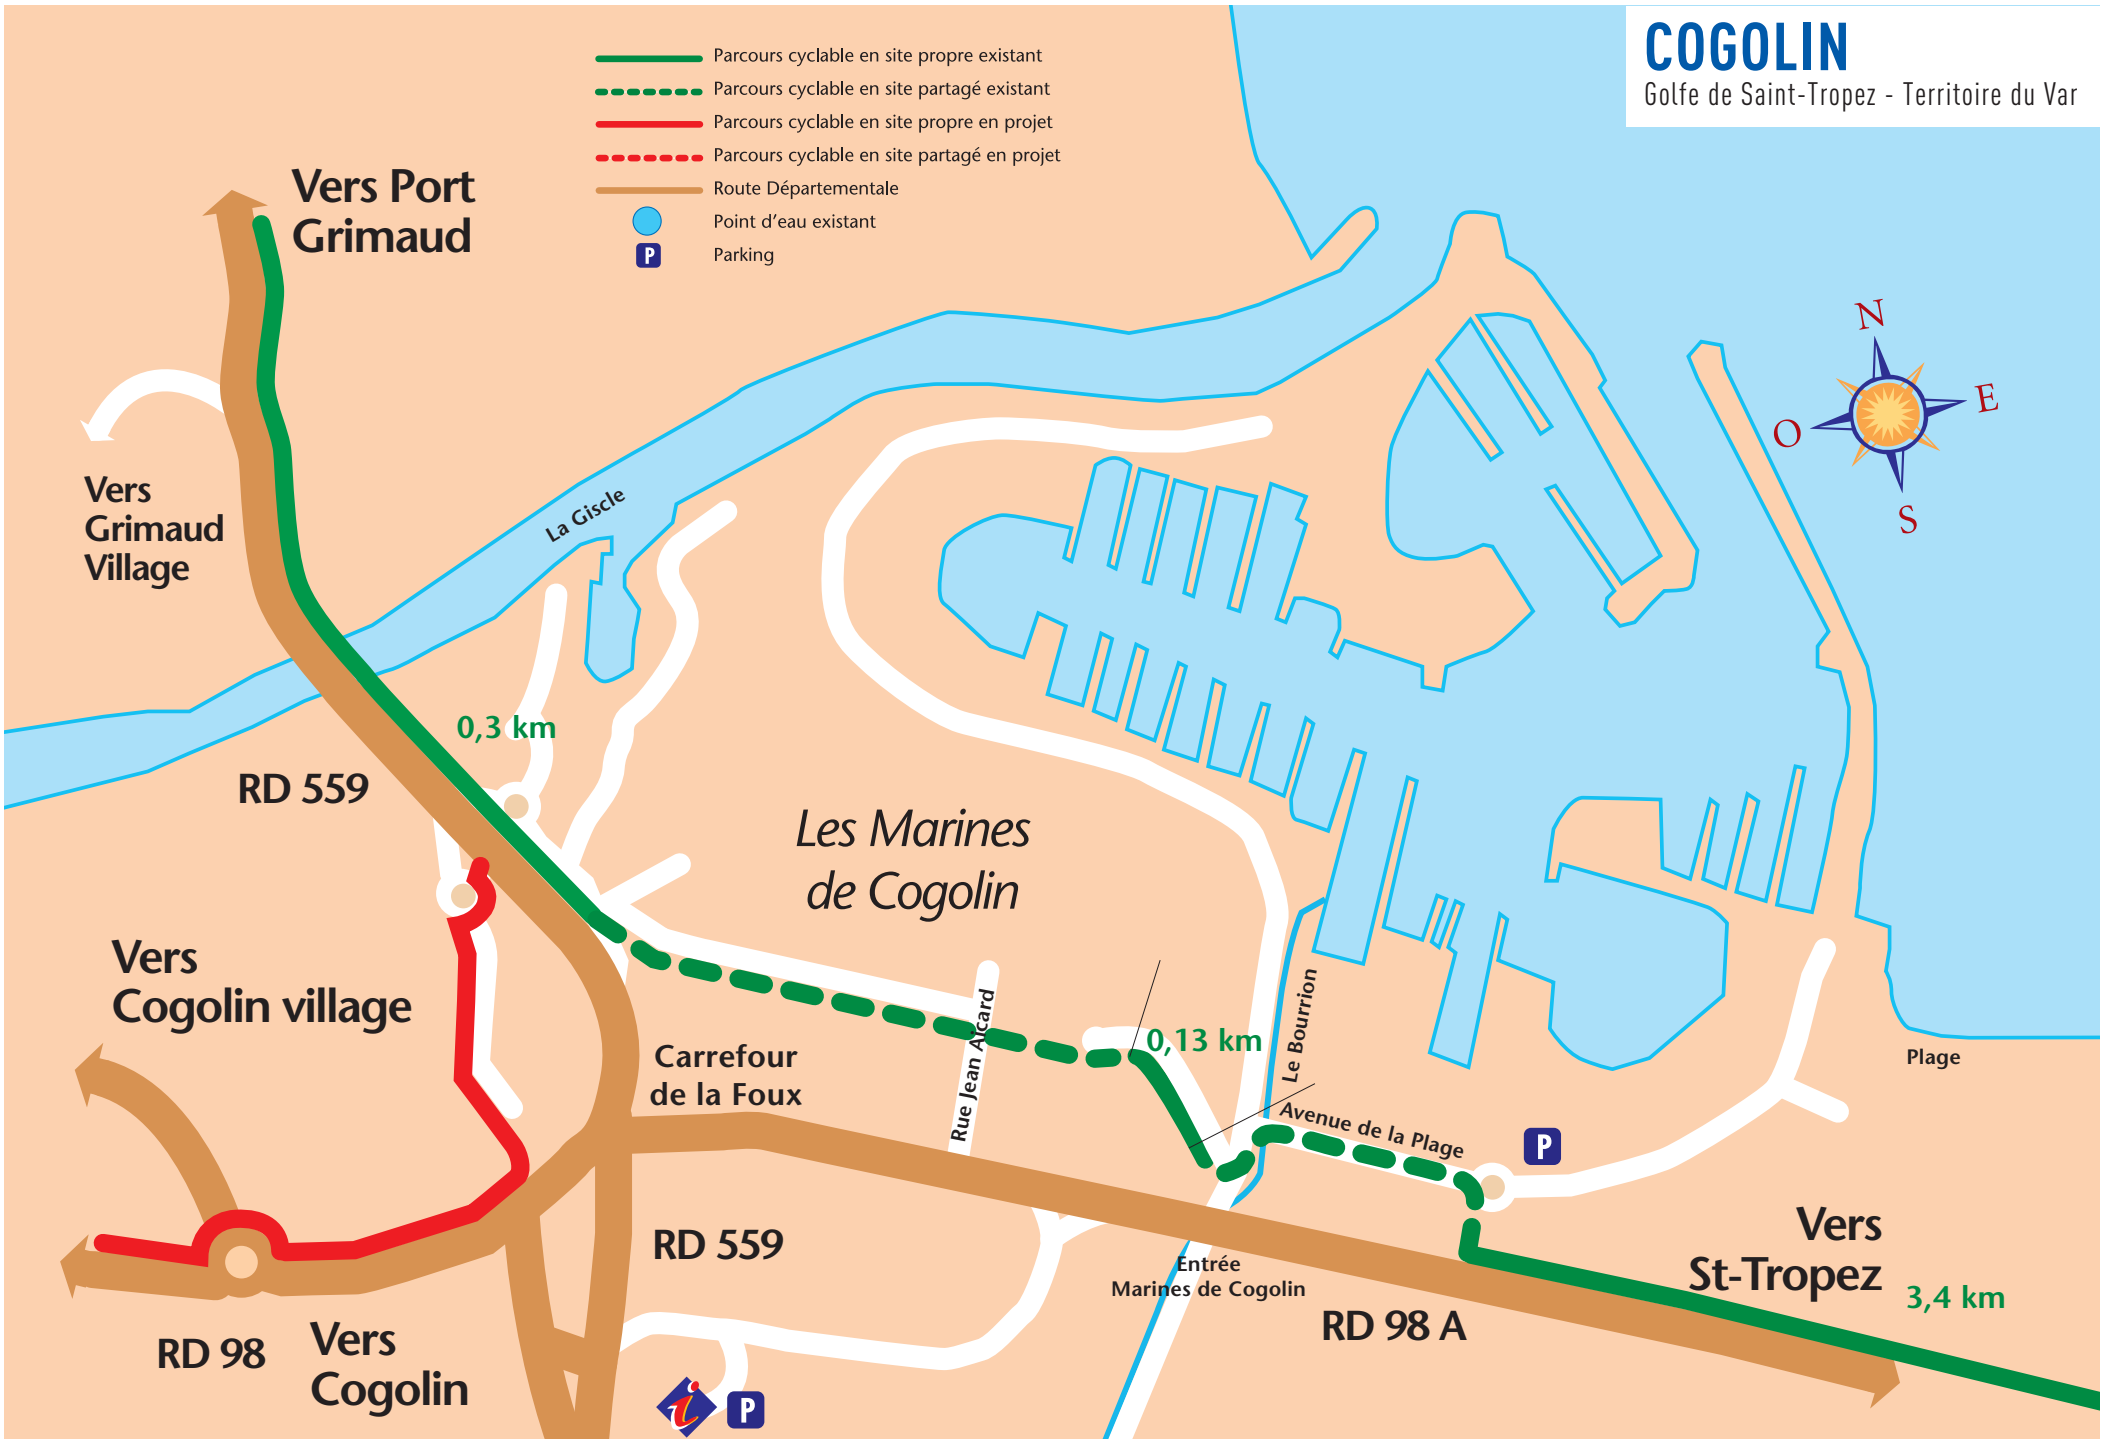 COGOLIN
Golfe de Saint-Tropez - Territoire du Var
Parcours cyclable en site propre existant
Parcours cyclable en site partagé existant
Parcours cyclable en site propre en projet
Parcours cyclable en site partagé en projet
Route Départementale
Point d'eau existant
P
Parking
Vers Port
Grimaud
N
E
O
S
Vers
Grimaud
Village
La Giscle
0,3 km
RD 559
Les Marines
de Cogolin
Vers
Cogolin village
Carrefour
de la Foux
Rue Jean Aicard
0,13 km
Le Bourrion
Avenue de la Plage
P
Plage
Vers
St-Tropez
3,4 km
RD 559
Entrée
Marines de Cogolin
RD 98 A
RD 98
Vers
Cogolin
i
P